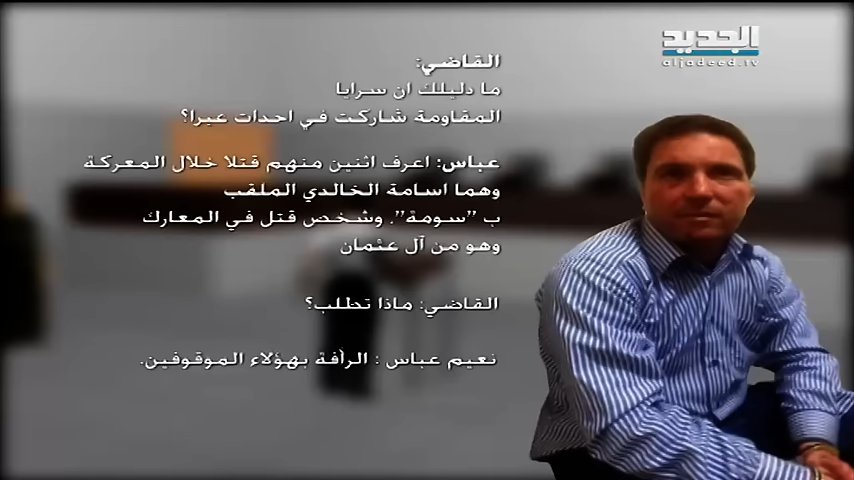 الجديد
aljadeed.tv
القاضي:
ما دليلك ان سرايا
المقاومة شاركت في احداث عبرا؟
عباس: اعرف اثنين منهم قتلا خلال المعركة
وهما اسامة الخالدي الملقب
ب "سومة". وشخص قتل في المعارك
وهو من آل عثمان
القاضي: ماذا تطلب؟
نعيم عباس : الرأفة بهؤلاء الموقوفين.